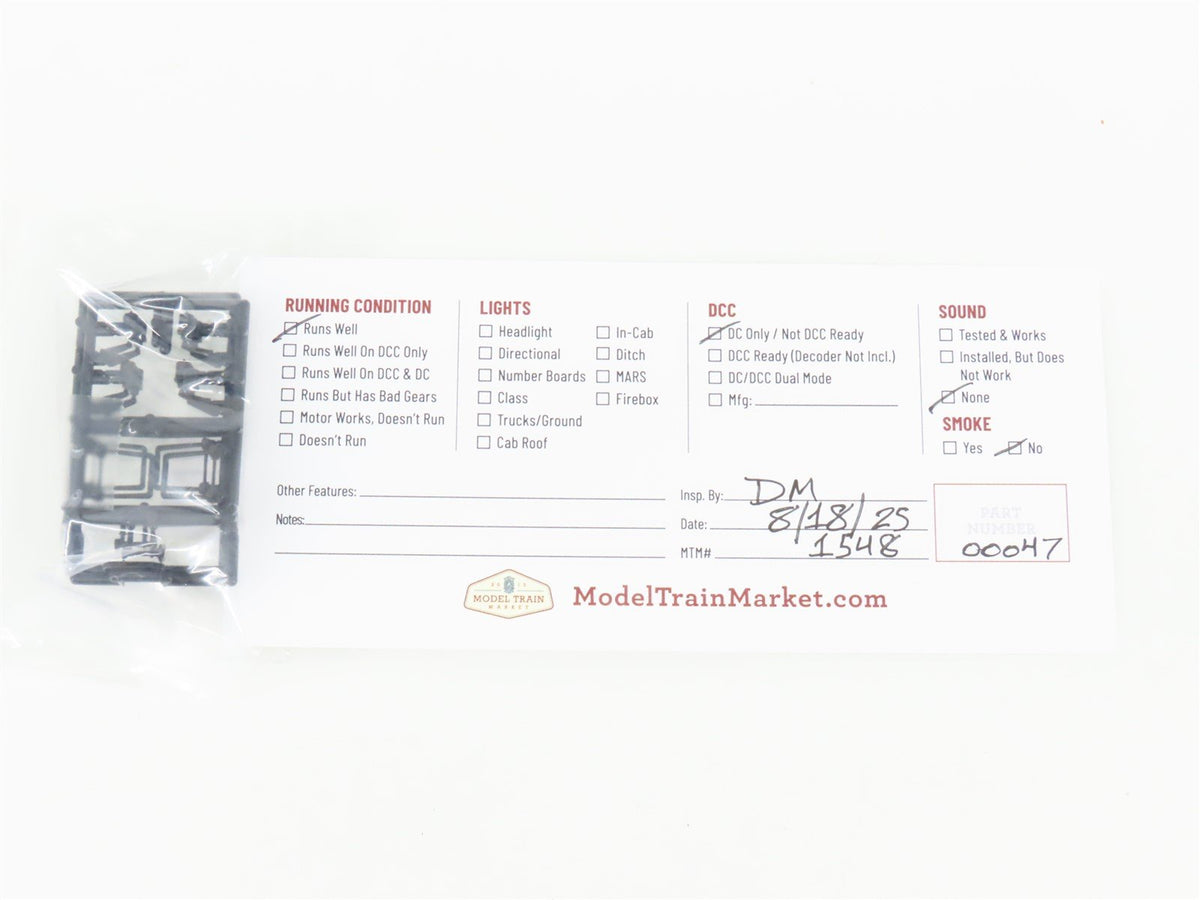 RUNNING CONDITION
Runs Well
Runs Well On DCC Only
Runs Well On DCC & DC
Runs But Has Bad Gears
Motor Works, Doesn't Run
Doesn't Run
LIGHTS
Headlight
Directional
Number Boards
Class
Trucks/Ground
Cab Roof
In-Cab
Ditch
MARS
Firebox
DCC
DC Only / Not DCC Ready
DCC Ready (Decoder Not Incl.)
DC/DCC Dual Mode
Mfg:
SOUND
Tested & Works
Installed, But Does
Not Work
None
SMOKE
Yes No
Other Features:
Notes:
Insp. By: DM
Date: 8/18/25
MTM# 1548
PART
NUMBER
00047
MODEL TRAIN
MARKET
ModelTrainMarket.com